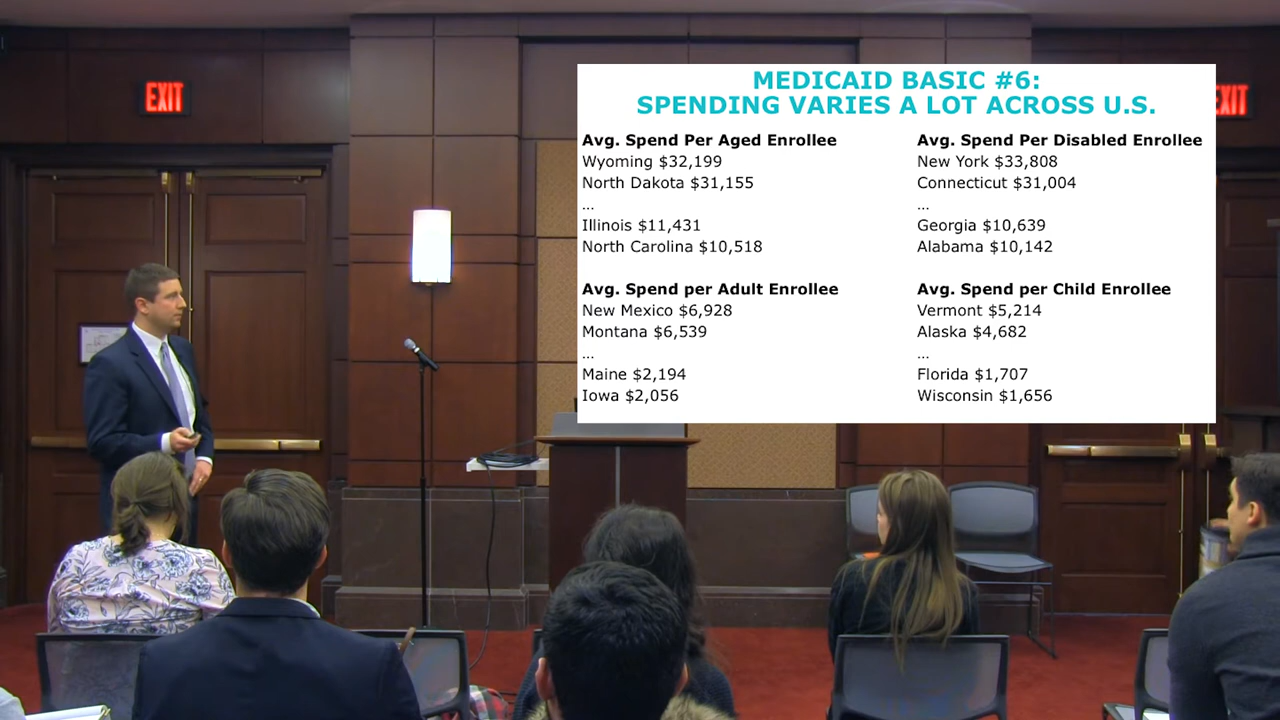 EXIT
MEDICAID BASIC #6:
SPENDING VARIES A LOT ACROSS U.S.
EXIT
Avg. Spend Per Aged Enrollee
Wyoming $32,199
North Dakota $31,155
...
Illinois $11,431
North Carolina $10,518
Avg. Spend Per Disabled Enrollee
New York $33,808
Connecticut $31,004
...
Georgia $10,639
Alabama $10,142
Avg. Spend per Adult Enrollee
New Mexico $6,928
Montana $6,539
...
Maine $2,194
Iowa $2,056
Avg. Spend per Child Enrollee
Vermont $5,214
Alaska $4,682
...
Florida $1,707
Wisconsin $1,656